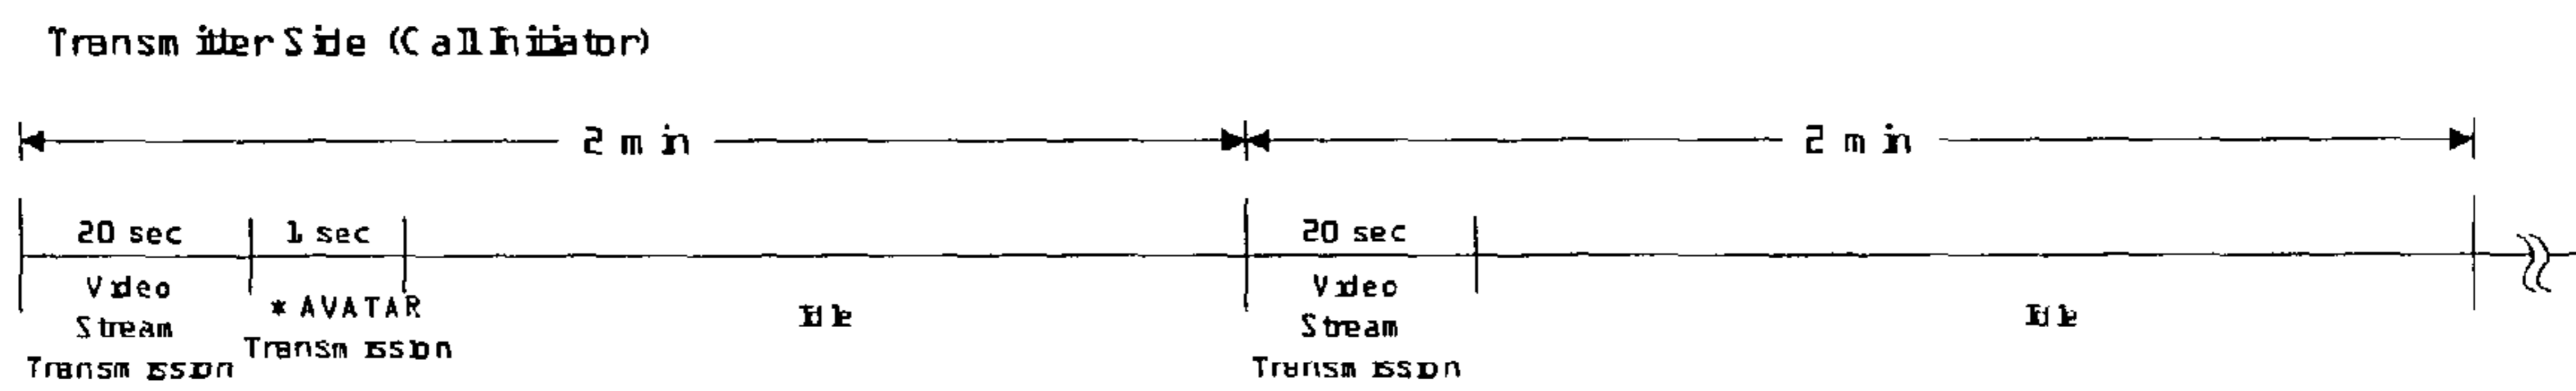 Transmitter Side (Call Initiator)
2 min
2 min
20 sec
1 sec
20 sec
Video
Stream
Transmission
* AVATAR
Transmission
Idle
Video
Stream
Transmission
Idle